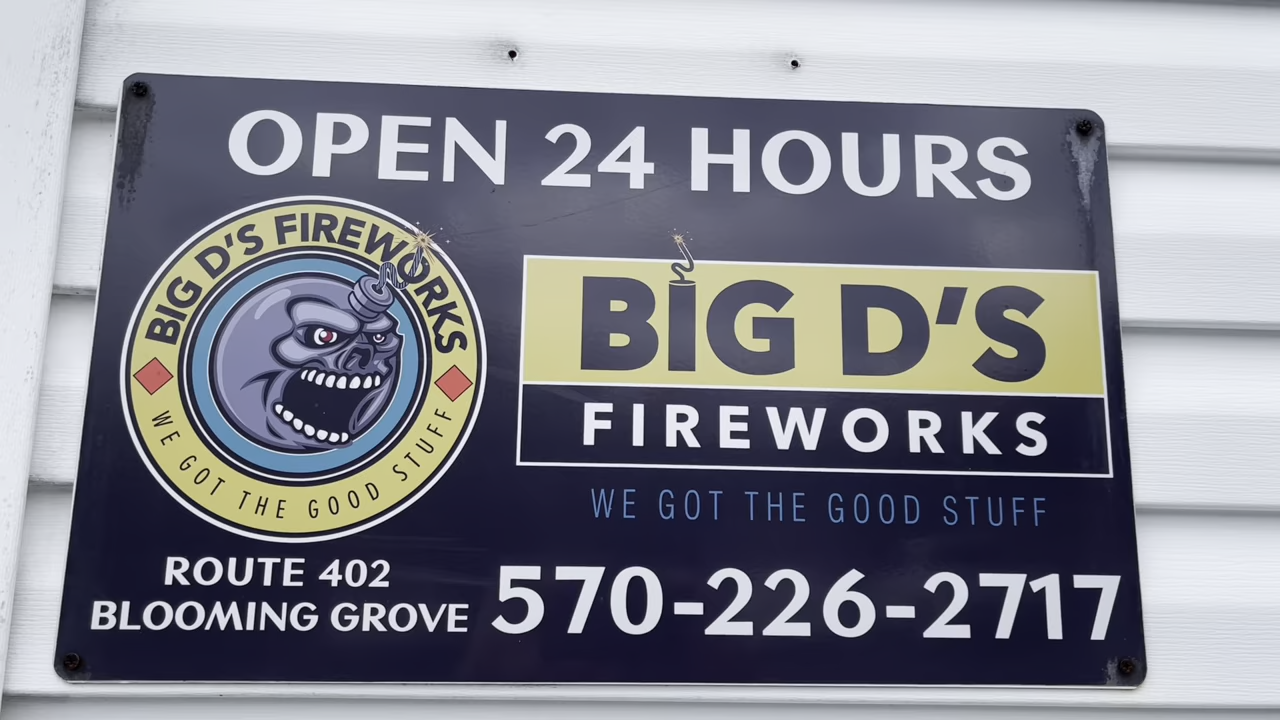 OPEN 24 HOURS
BIG D'S FIREWORKS
WE GOT THE GOOD STUFF
BIG D'S
FIREWORKS
WE GOT THE GOOD STUFF
ROUTE 402
BLOOMING GROVE
570-226-2717